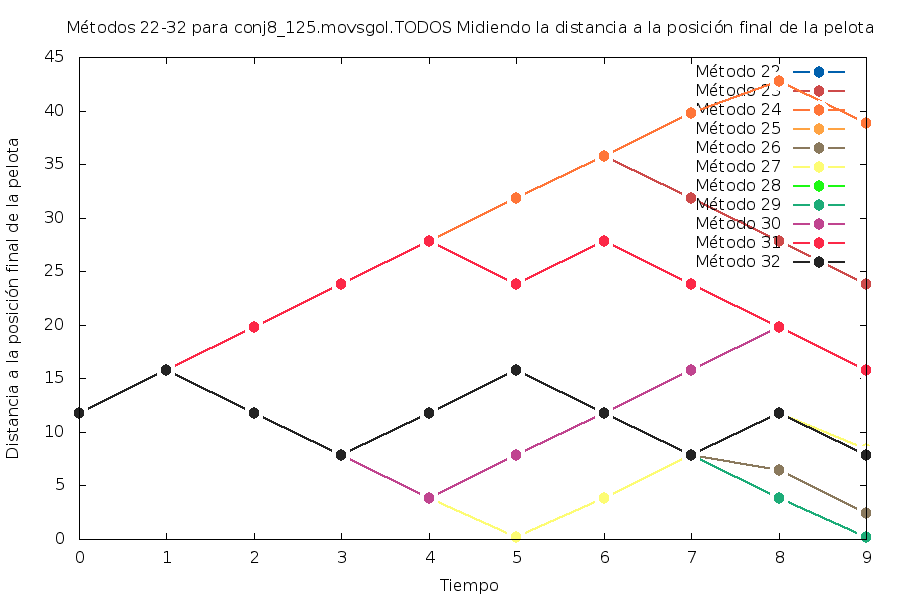 Métodos 22-32 para conj8_125.movsgol.TODOS Midiendo la distancia a la posición final de la pelota
Distancia a la posición final de la pelota
45
40
35
30
25
20
15
10
5
0
Método 22
Método 23
Método 24
Método 25
Método 26
Método 27
Método 28
Método 29
Método 30
Método 31
Método 32
0 1 2 3 4 5 6 7 8 9
Tiempo